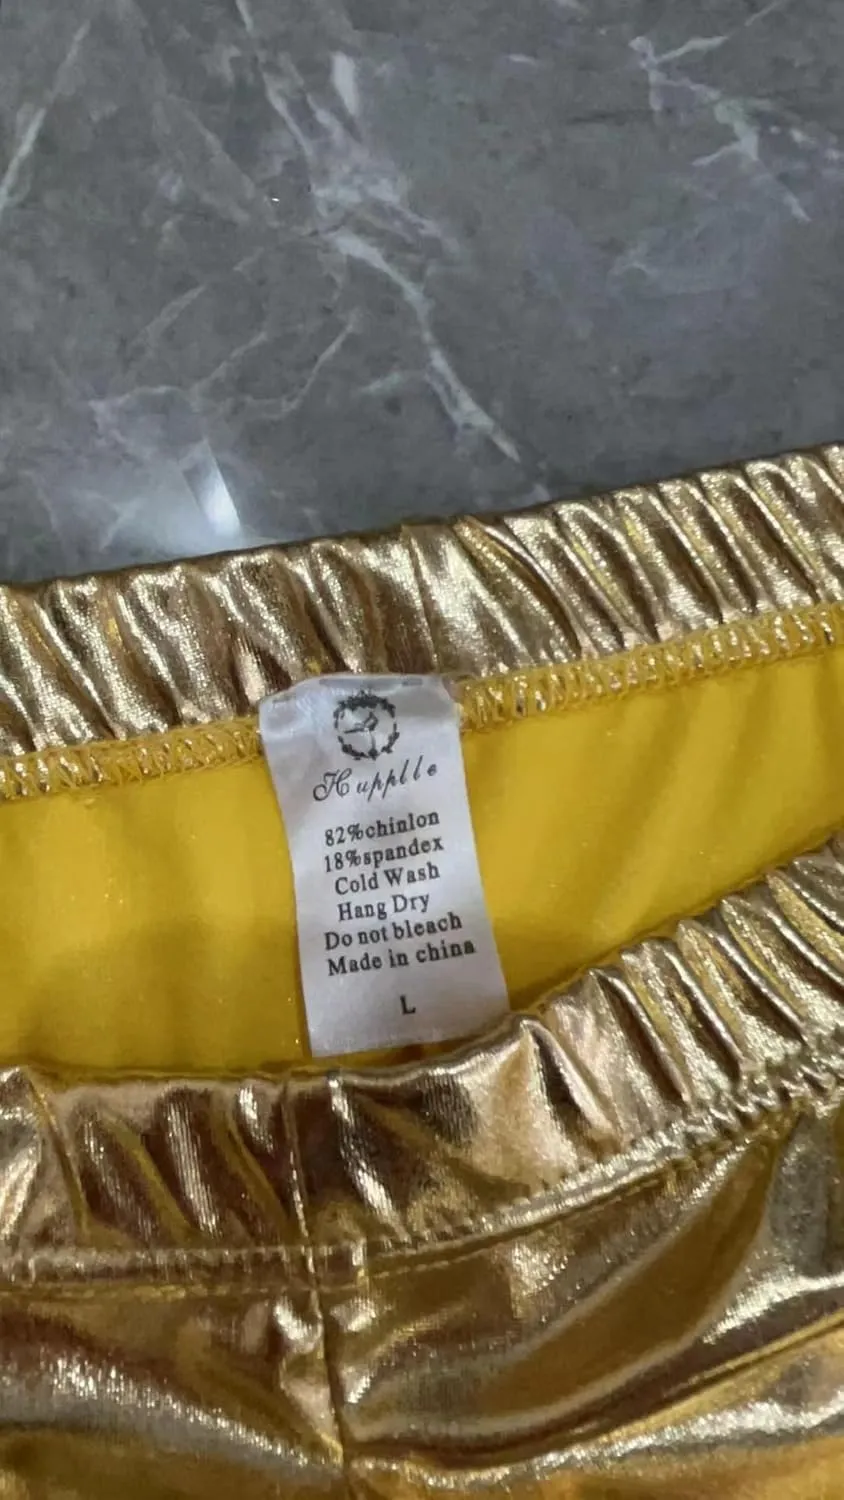 Hupplle
82%chinlon
18%spandex
Cold Wash
Hang Dry
Do not bleach
Made in china
L